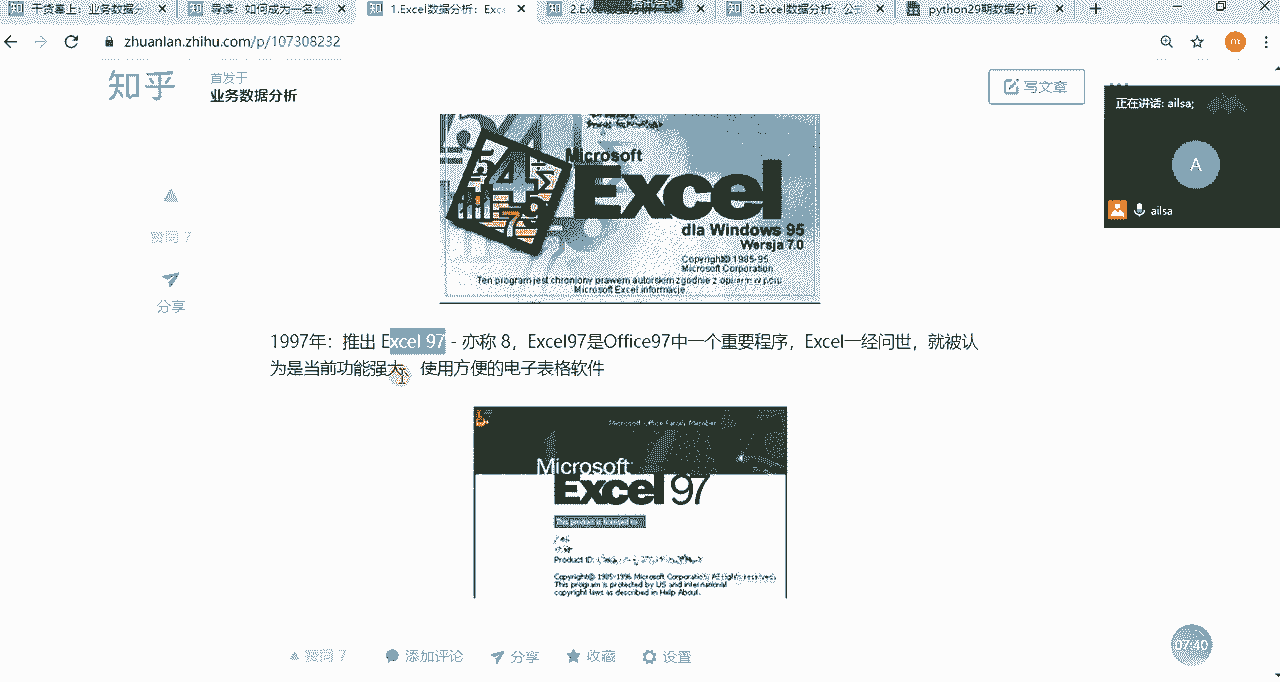 干货集上：业务数据分
导读：如何成为一名合
1.Excel数据分析：Exce
2.Ex
3.Excel数据分析：公式
python29期数据分析
zhuanlan.zhihu.com/p/107308232
知乎
首发于
业务数据分析
写文章
正在讲话: ailsa;
A
ailsa
Microsoft
Excel
dla Windows 95
Wersja 7.0
Copyright© 1985-95
Microsoft Corporation
Ten program jest chroniony prawem autorskim zgodnie z opisem w polu
Microsoft Excel informacje.
赞同 7
分享
1997年：推出 Excel 97 - 亦称 8，Excel97是Office97中一个重要程序，Excel一经问世，就被认
为是当前功能强大、使用方便的电子表格软件
Microsoft Office Family Member
Microsoft
Excel 97
This product is licensed to:
Product ID:
Copyright© 1985-1996 Microsoft Corporation. All rights reserved.
This program is protected by US and international
copyright laws as described in Help About.
赞同 7
添加评论
分享
收藏
设置
07:40